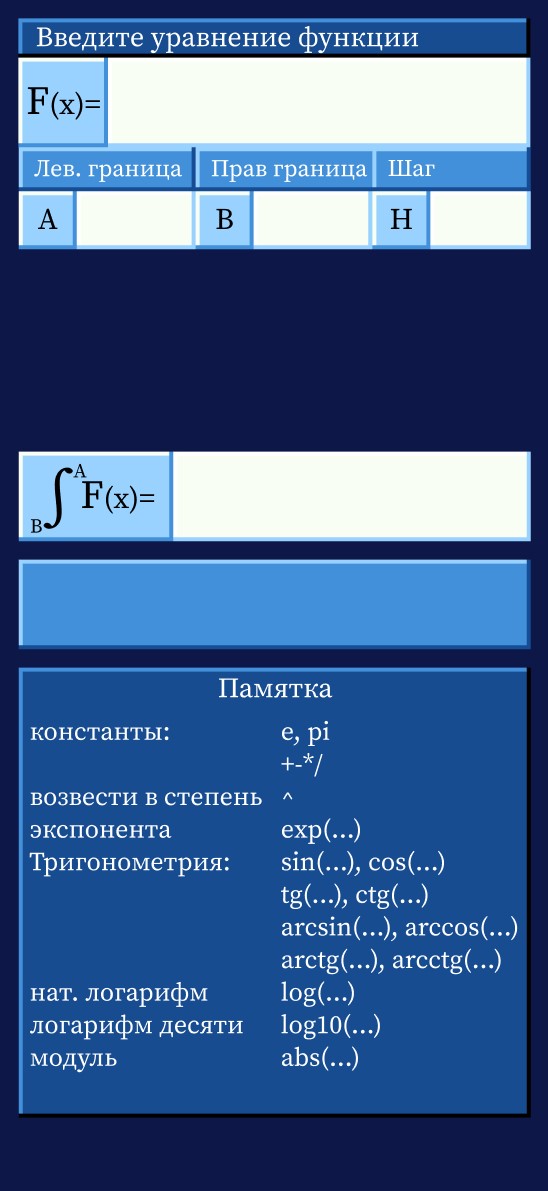 Введите уравнение функции
F(x)=
Лев. граница Прав граница Шаг
A B H
A
∫F(x)=
B
Памятка
константы: e, pi
+-*/
возвести в степень ^
экспонента exp(...)
Тригонометрия: sin(...), cos(...)
tg(...), ctg(...)
arcsin(...), arccos(...)
arctg(...), arcctg(...)
нат. логарифм log(...)
логарифм десяти log10(...)
модуль abs(...)